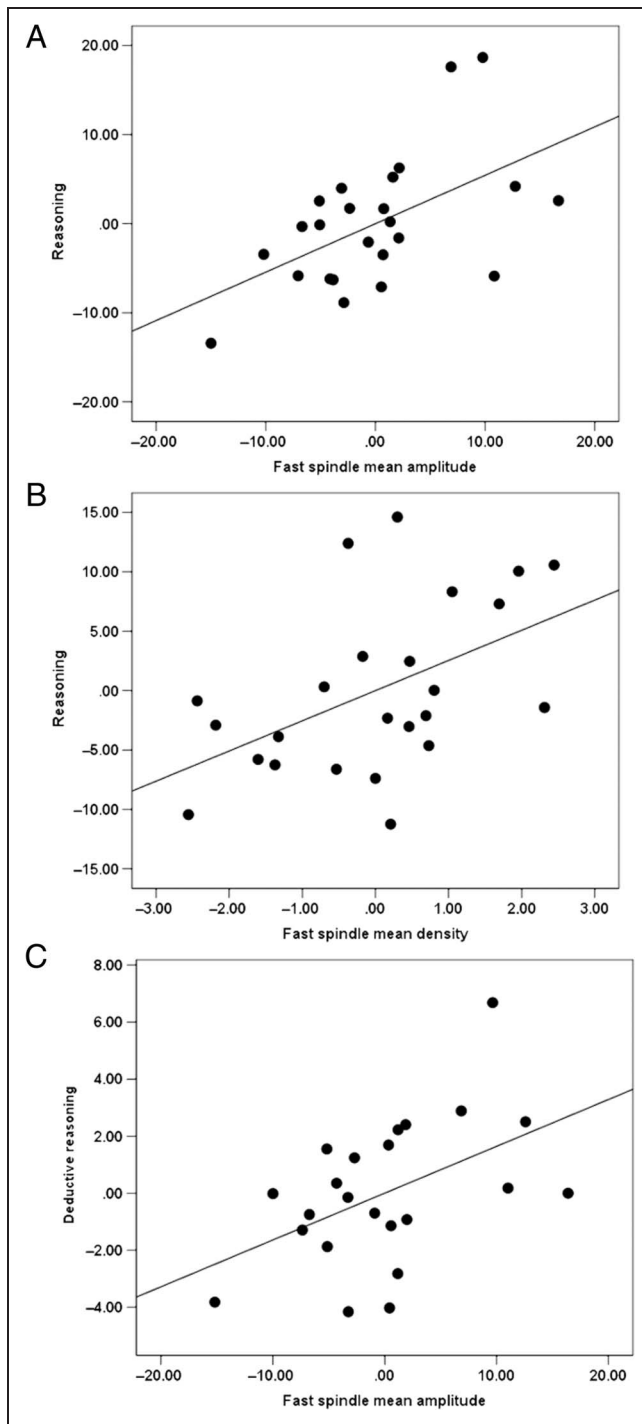 A
20.00
10.00
.00
−10.00
−20.00
Reasoning
−20.00 −10.00 .00 10.00 20.00
Fast spindle mean amplitude
B
15.00
10.00
5.00
.00
−5.00
−10.00
−15.00
Reasoning
−3.00 −2.00 −1.00 .00 1.00 2.00 3.00
Fast spindle mean density
C
8.00
6.00
4.00
2.00
.00
−2.00
−4.00
Deductive reasoning
−20.00 −10.00 .00 10.00 20.00
Fast spindle mean amplitude